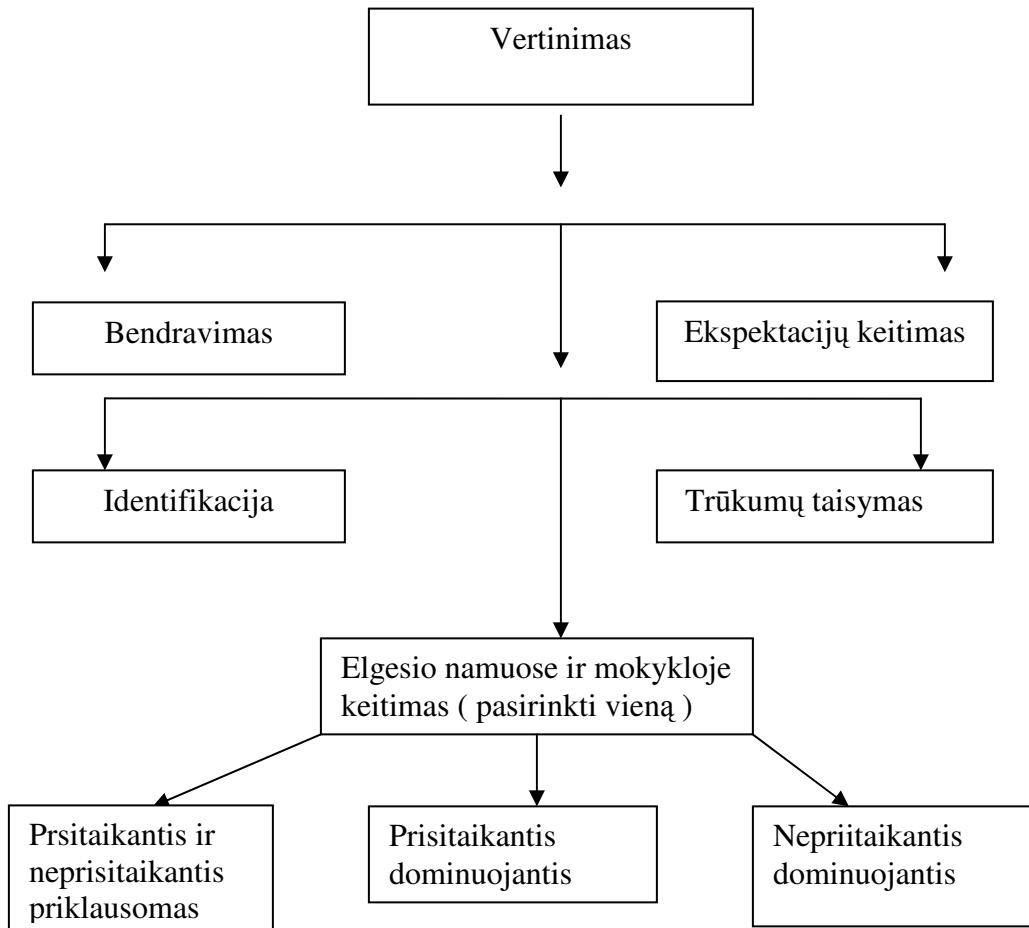 Vertinimas
Bendravimas
Ekspektacijų keitimas
Identifikacija
Trūkumų taisymas
Elgesio namuose ir mokykloje
keitimas ( pasirinkti vieną )
Prsitaikantis ir
neprisitaikantis
priklausomas
Prisitaikantis
dominuojantis
Nepriitaikantis
dominuojantis